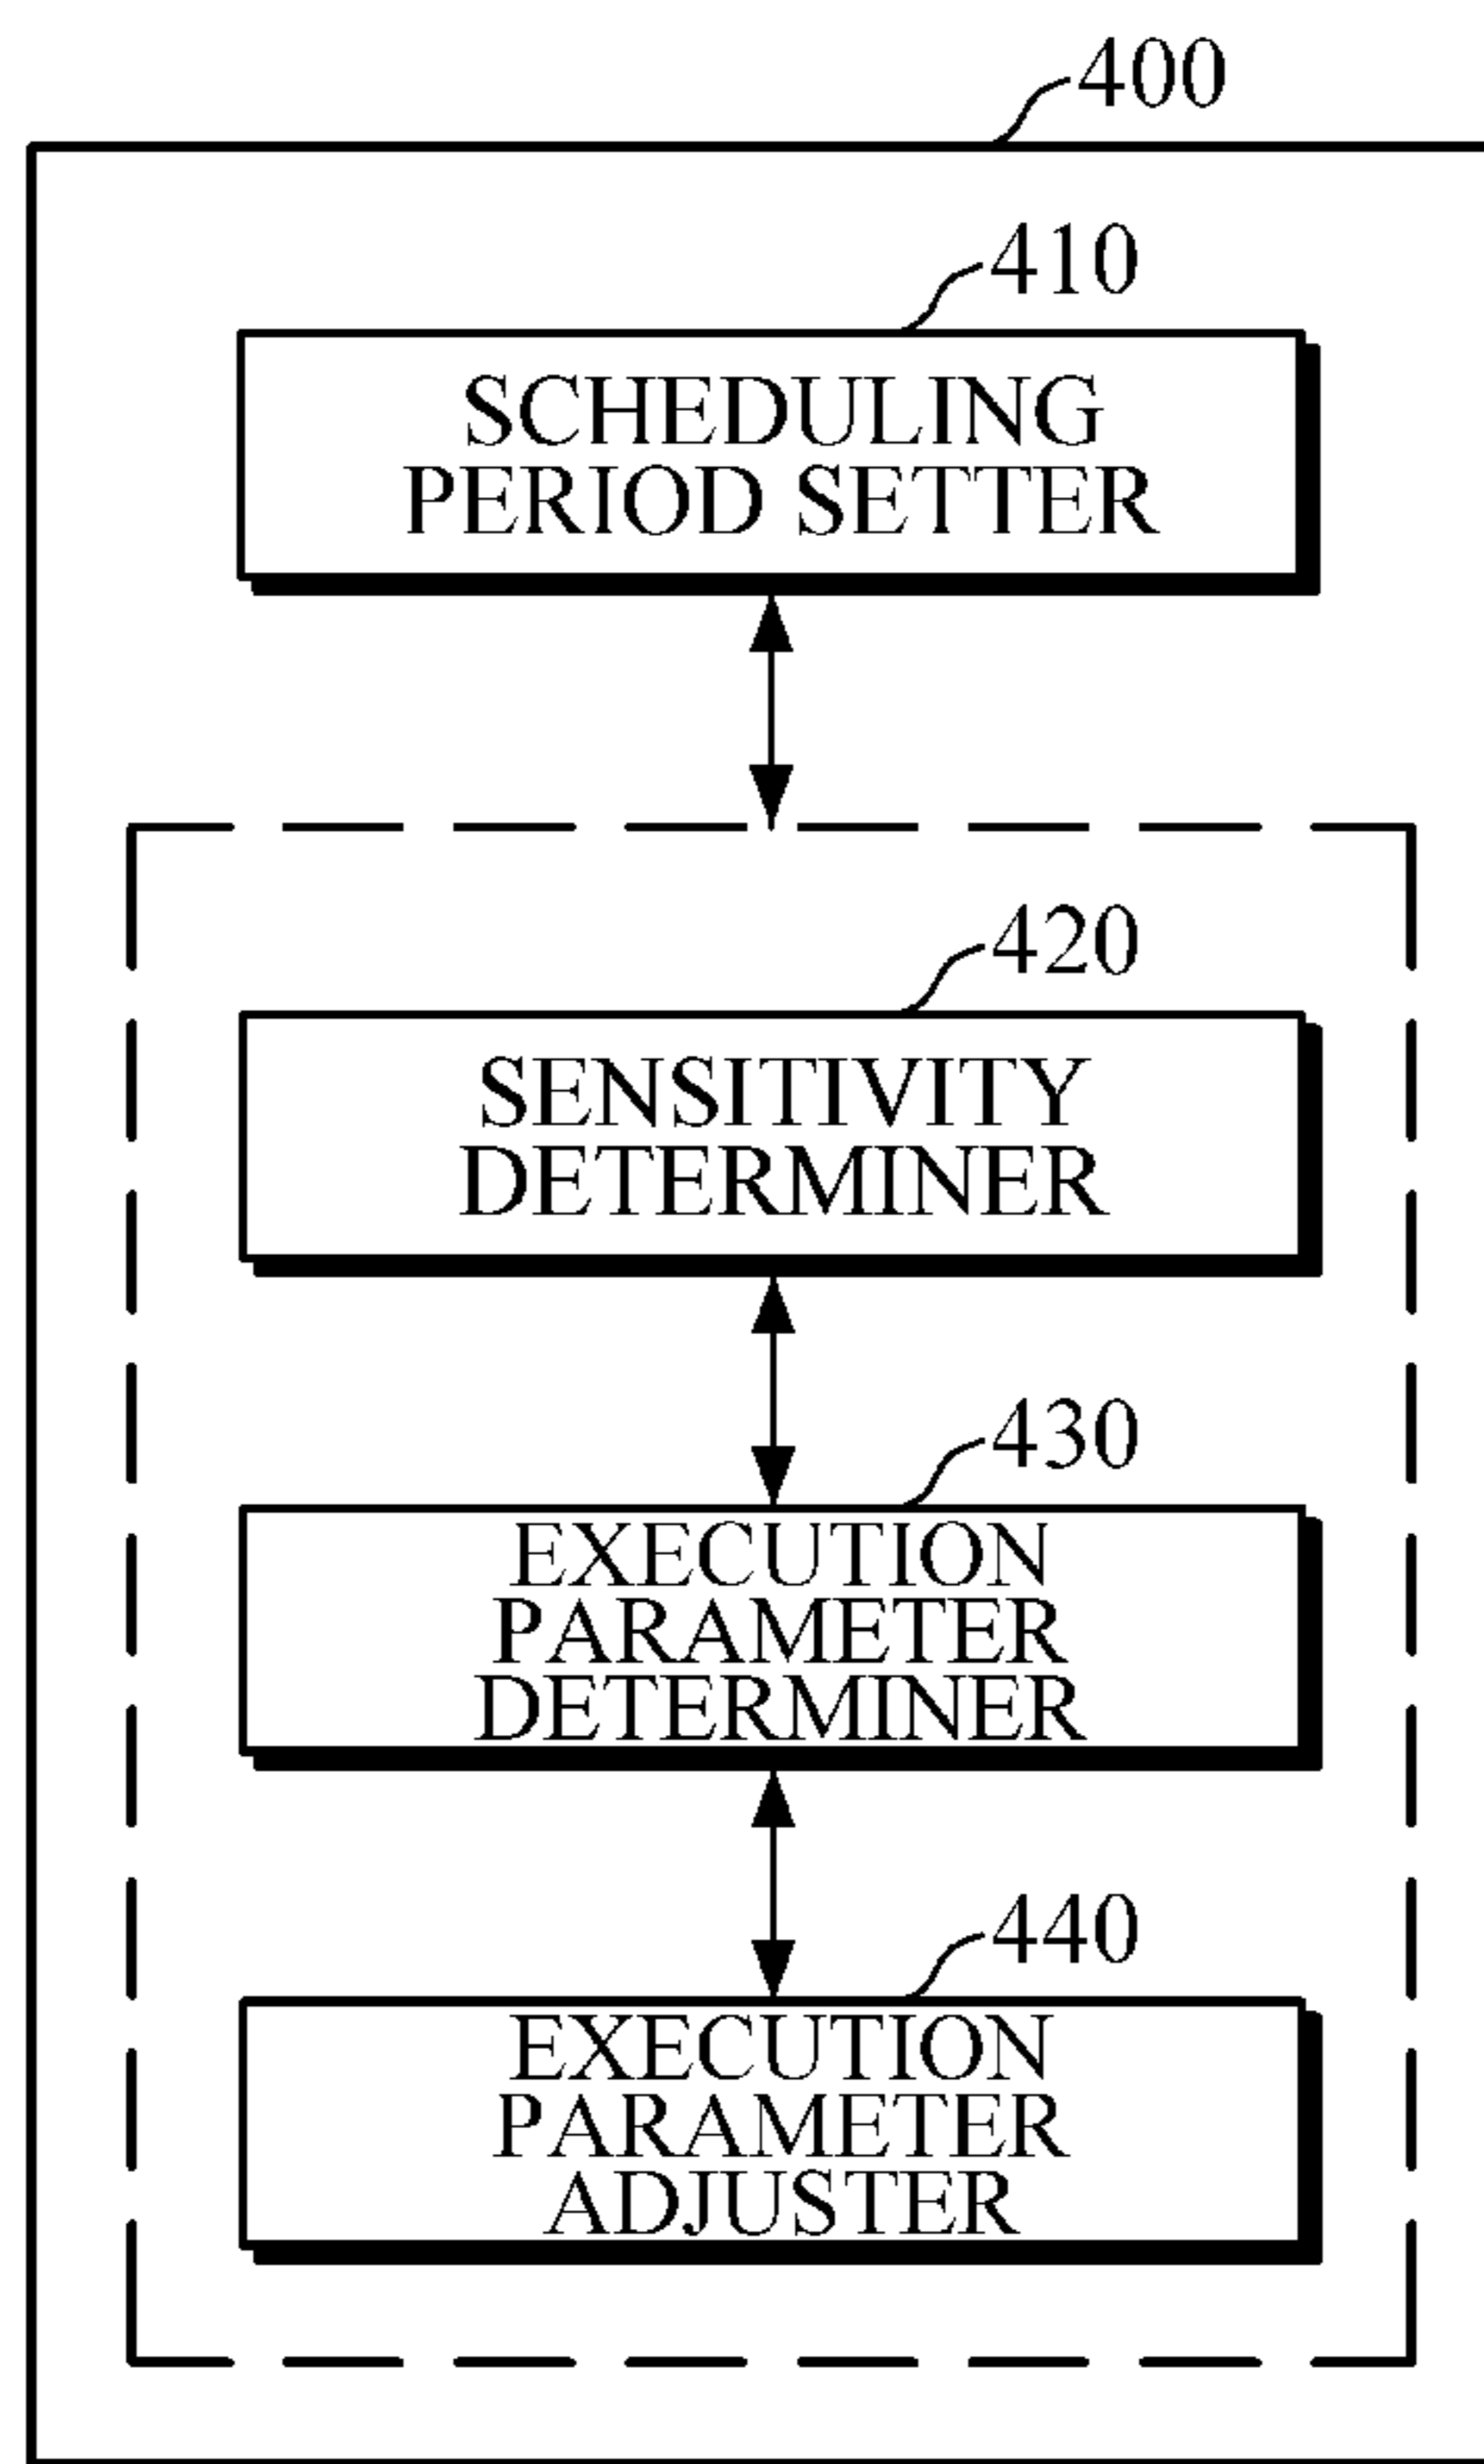 400
410
SCHEDULING
PERIOD SETTER
420
SENSITIVITY
DETERMINER
430
EXECUTION
PARAMETER
DETERMINER
440
EXECUTION
PARAMETER
ADJUSTER